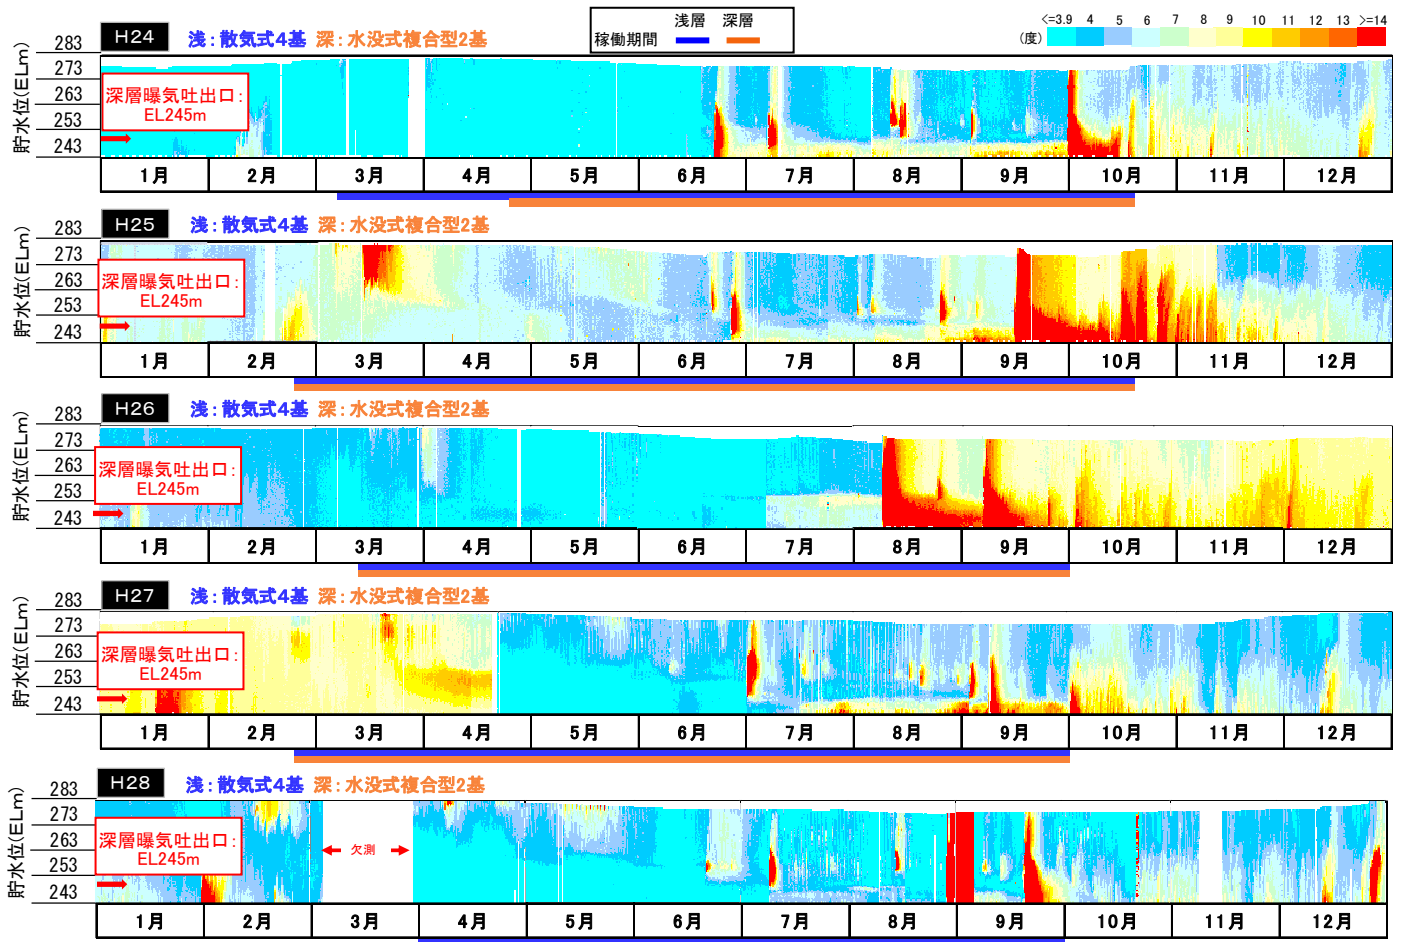 浅層 深層
稼働期間
<=3.9 4 5 6 7 8 9 10 11 12 13 >=14
(度)
H24 浅：散気式4基 深：水没式複合型2基
貯水位(ELm)
283
273
263
253
243
深層曝気吐出口：
EL245m
1月 2月 3月 4月 5月 6月 7月 8月 9月 10月 11月 12月
H25 浅：散気式4基 深：水没式複合型2基
貯水位(ELm)
283
273
263
253
243
深層曝気吐出口：
EL245m
1月 2月 3月 4月 5月 6月 7月 8月 9月 10月 11月 12月
H26 浅：散気式4基 深：水没式複合型2基
貯水位(ELm)
283
273
263
253
243
深層曝気吐出口：
EL245m
1月 2月 3月 4月 5月 6月 7月 8月 9月 10月 11月 12月
H27 浅：散気式4基 深：水没式複合型2基
貯水位(ELm)
283
273
263
253
243
深層曝気吐出口：
EL245m
1月 2月 3月 4月 5月 6月 7月 8月 9月 10月 11月 12月
H28 浅：散気式4基 深：水没式複合型2基
貯水位(ELm)
283
273
263
253
243
深層曝気吐出口：
EL245m
欠測
1月 2月 3月 4月 5月 6月 7月 8月 9月 10月 11月 12月